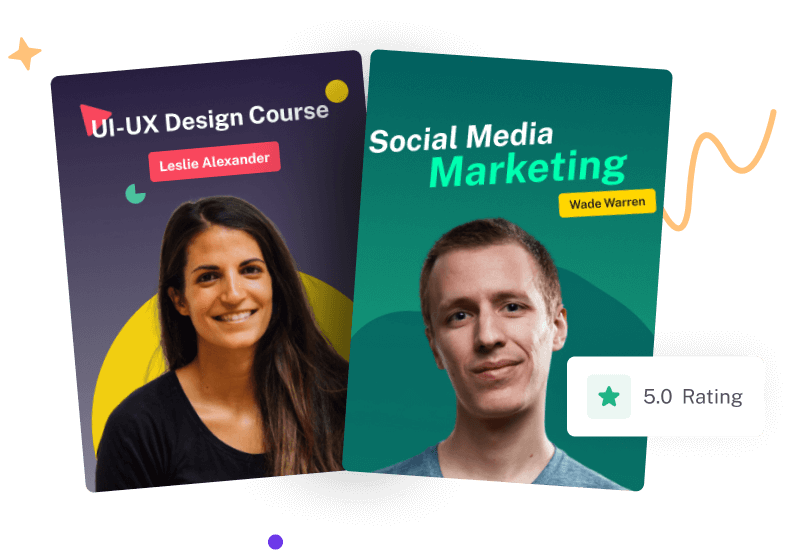 UI-UX Design Course
Leslie Alexander
Social Media
Marketing
Wade Warren
5.0 Rating